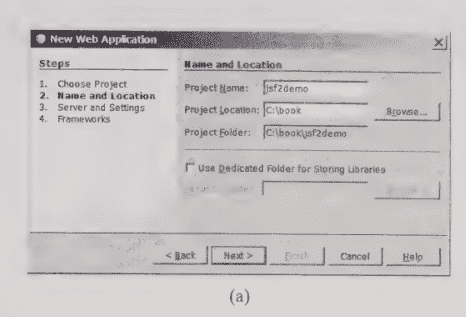 New Web Application
Steps
1. Choose Project
2. Name and Location
3. Server and Settings
4. Frameworks
Name and Location
Project Name: jsf2demo
Project Location: C:\book Browse...
Project Folder: C:\book\jsf2demo
Use Dedicated Folder for Storing Libraries
< Back Next > Finish Cancel Help
(a)